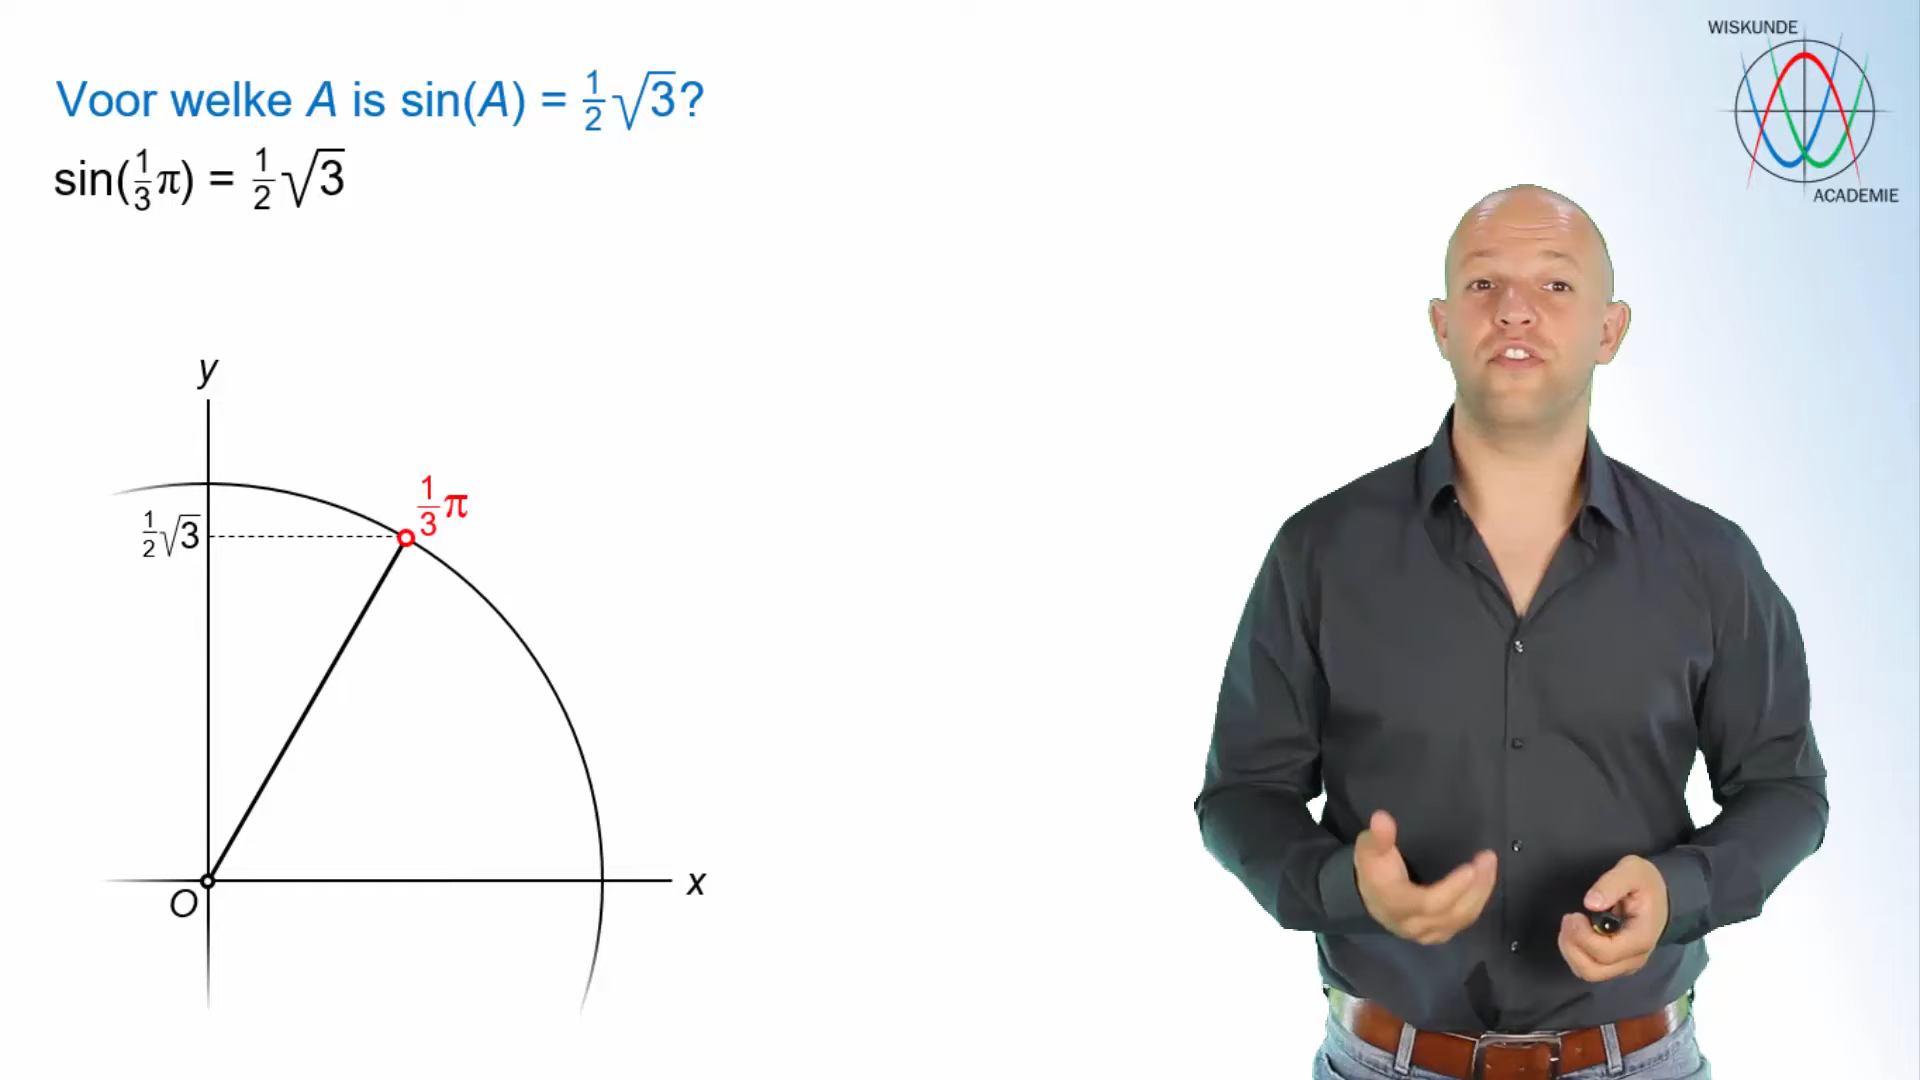 WISKUNDE
ACADEMIE
Voor welke A is sin(A) = ½√3?
sin(⅓π) = ½√3
y
⅓π
½√3
x
O